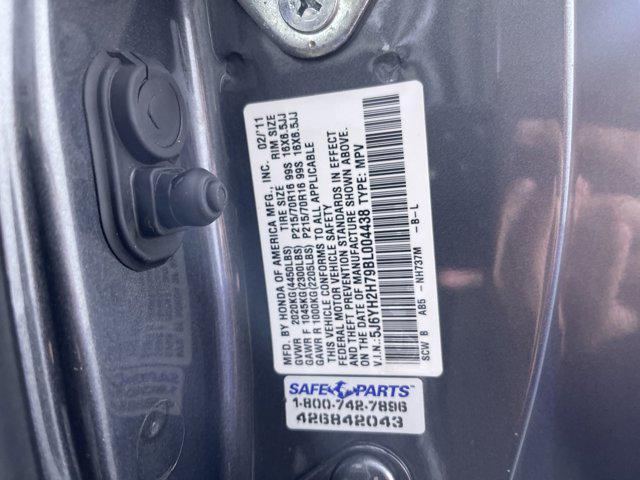 MFD. BY HONDA OF AMERICA MFG., INC. 02/'11
TIRE SIZE RIM SIZE
GVWR 2020KG(4450LBS)
GAWR F 1045KG(2300LBS) P215/70R16 99S 16X6.5JJ
GAWR R 1000KG(2205LBS) P215/70R16 99S 16X6.5JJ
THIS VEHICLE CONFORMS TO ALL APPLICABLE
FEDERAL MOTOR VEHICLE SAFETY
AND THEFT PREVENTION STANDARDS IN EFFECT
ON THE DATE OF MANUFACTURE SHOWN ABOVE.
V.I.N.:5J6YH2H79BL004438 TYPE: MPV
SCW B AB5 -NH737M -B-L
SAFE PARTS
1-800-742-7896
426842043